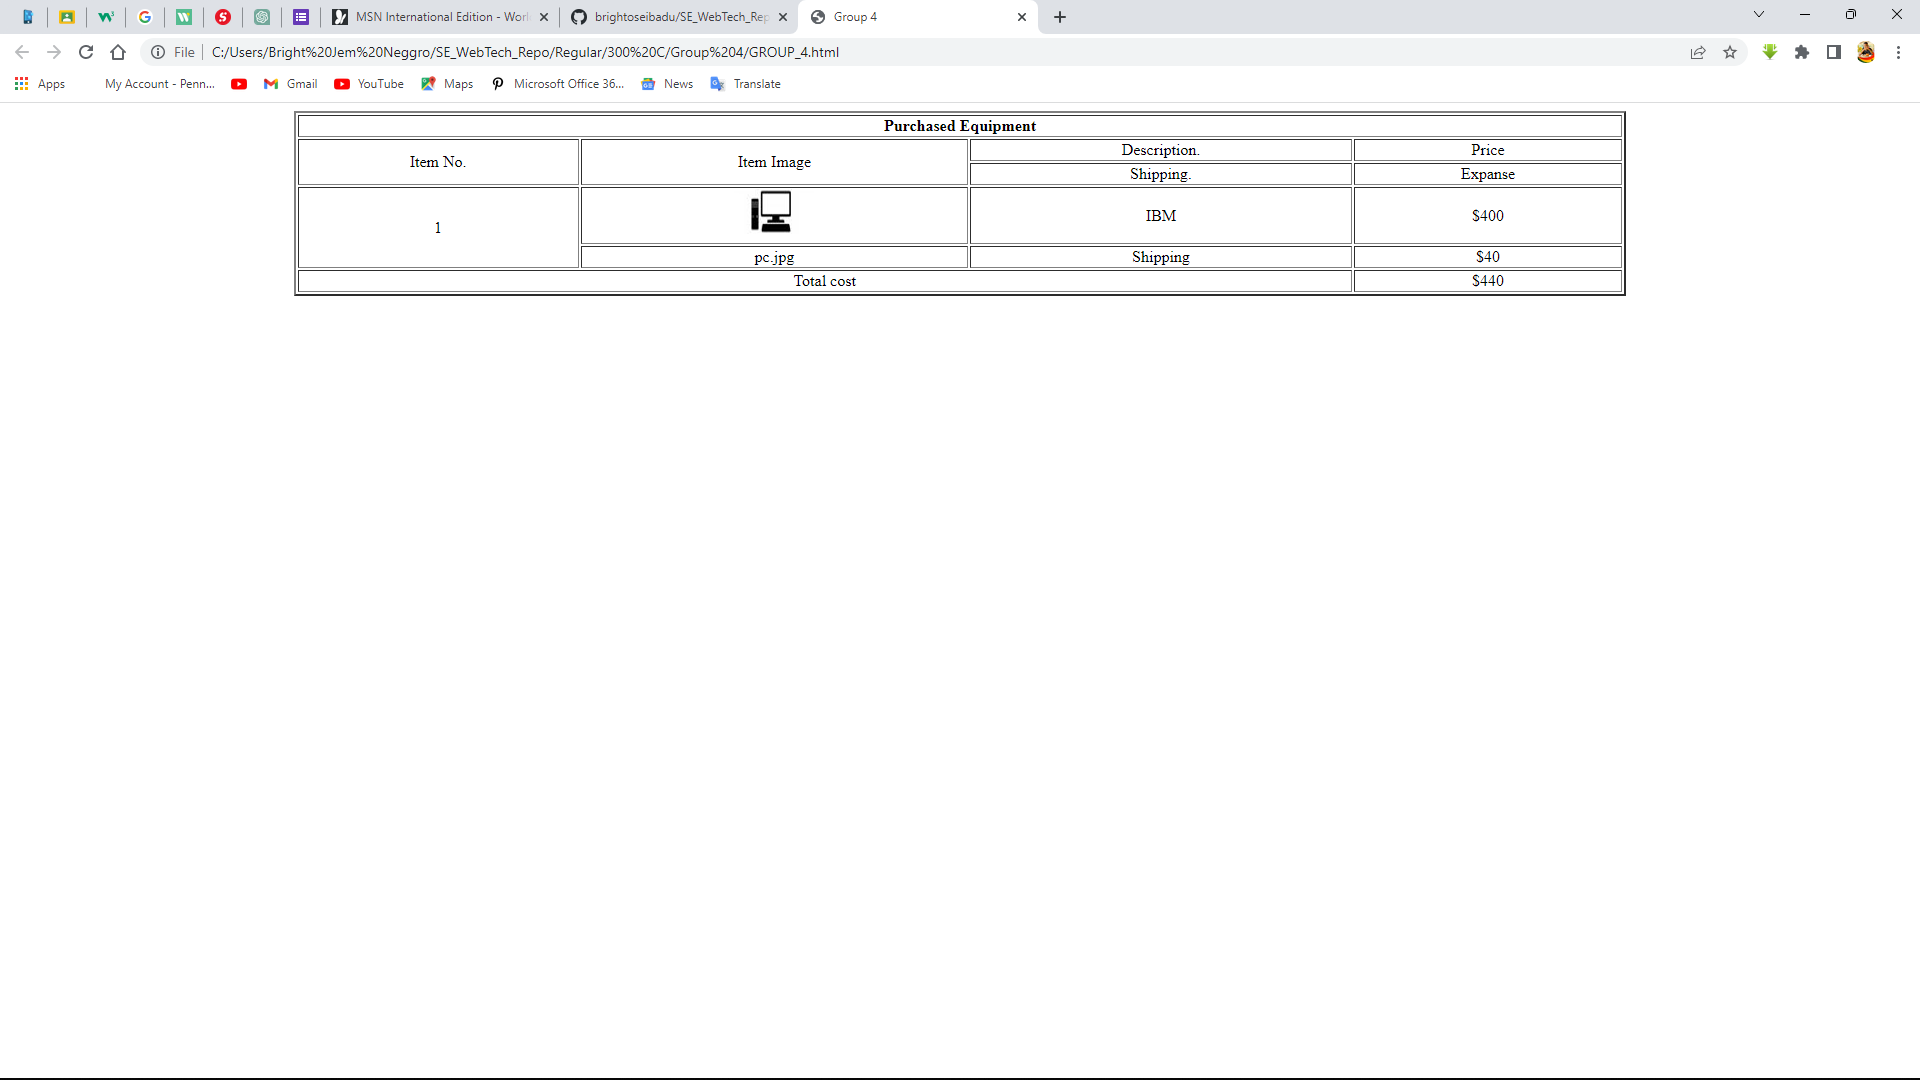 MSN International Edition - Worl
brightoseibadu/SE_WebTech_Rep
Group 4
File
C:/Users/Bright%20Jem%20Neggro/SE_WebTech_Repo/Regular/300%20C/Group%204/GROUP_4.html
Apps
My Account - Penn...
Gmail
YouTube
Maps
Microsoft Office 36...
News
Translate
Purchased Equipment
Item No.
Item Image
Description.
Price
Shipping.
Expanse
1
IBM
$400
pc.jpg
Shipping
$40
Total cost
$440